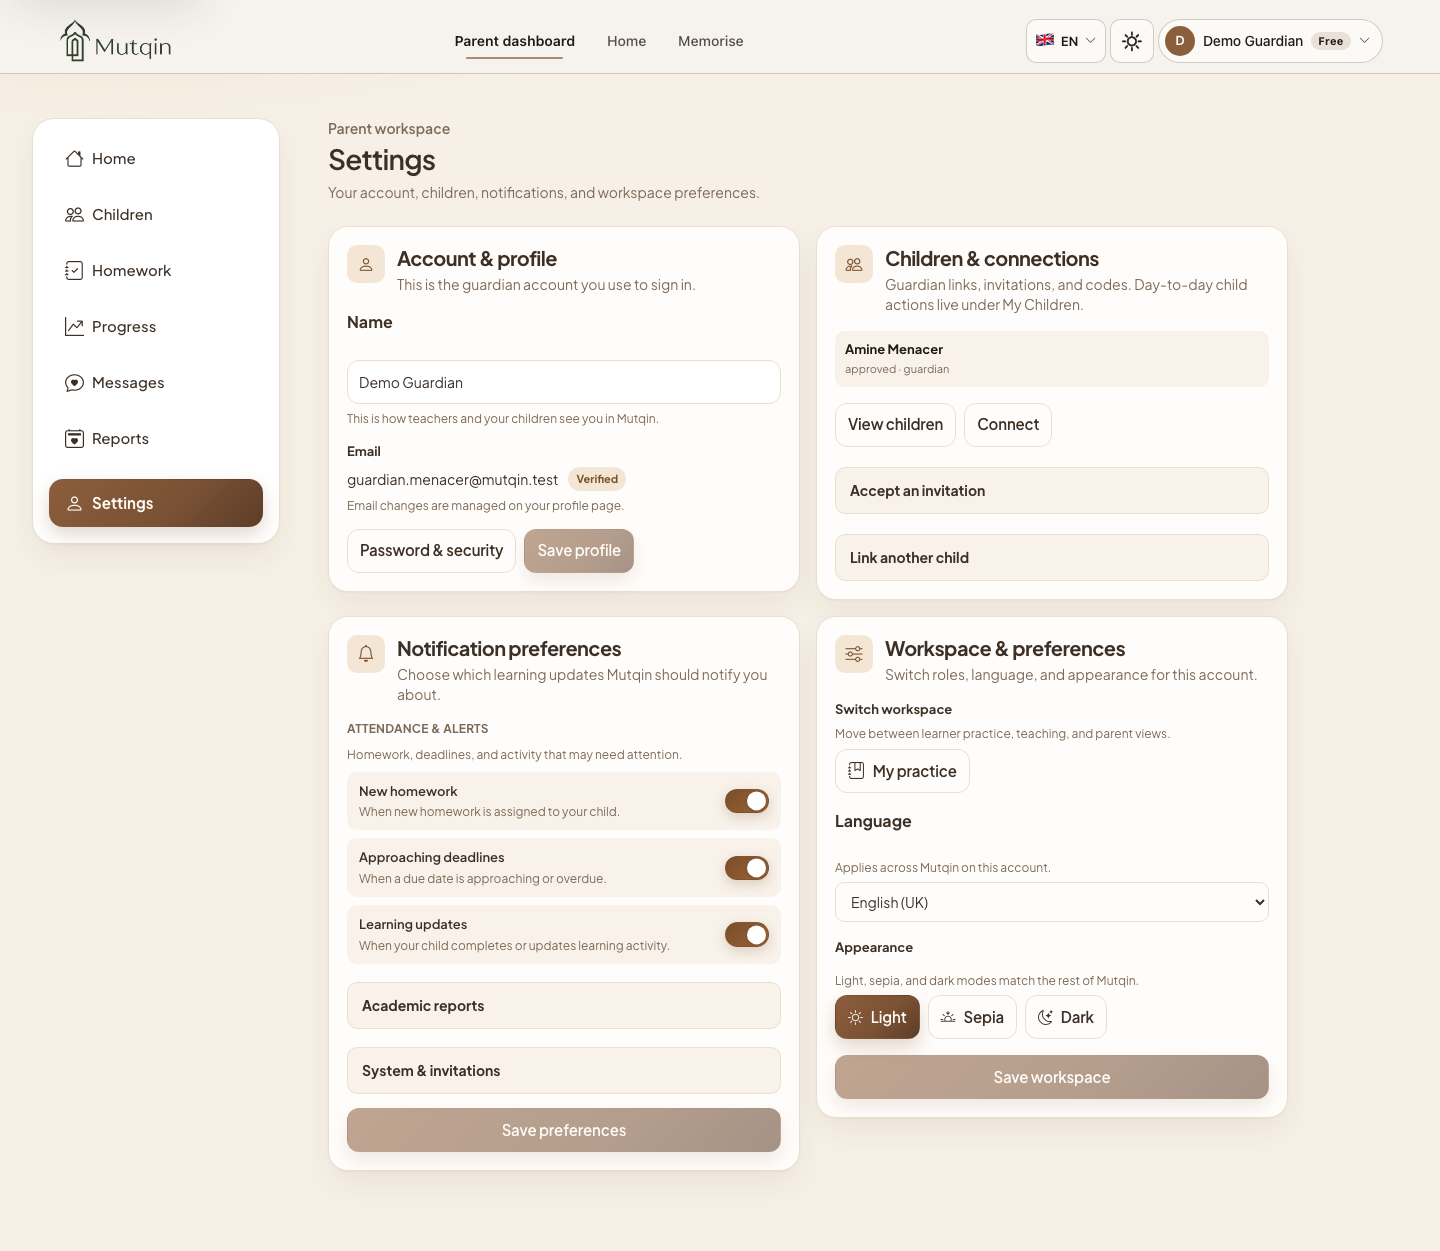 Mutqin
Parent dashboard
Home
Memorise
EN
D
Demo Guardian
Free
Home
Children
Homework
Progress
Messages
Reports
Settings
Parent workspace
Settings
Your account, children, notifications, and workspace preferences.
Account & profile
This is the guardian account you use to sign in.
Name
Demo Guardian
This is how teachers and your children see you in Mutqin.
Email
guardian.menacer@mutqin.test
Verified
Email changes are managed on your profile page.
Password & security
Save profile
Children & connections
Guardian links, invitations, and codes. Day-to-day child
actions live under My Children.
Amine Menacer
approved · guardian
View children
Connect
Accept an invitation
Link another child
Notification preferences
Choose which learning updates Mutqin should notify you
about.
ATTENDANCE & ALERTS
Homework, deadlines, and activity that may need attention.
New homework
When new homework is assigned to your child.
Approaching deadlines
When a due date is approaching or overdue.
Learning updates
When your child completes or updates learning activity.
Academic reports
System & invitations
Save preferences
Workspace & preferences
Switch roles, language, and appearance for this account.
Switch workspace
Move between learner practice, teaching, and parent views.
My practice
Language
Applies across Mutqin on this account.
English (UK)
Appearance
Light, sepia, and dark modes match the rest of Mutqin.
Light
Sepia
Dark
Save workspace